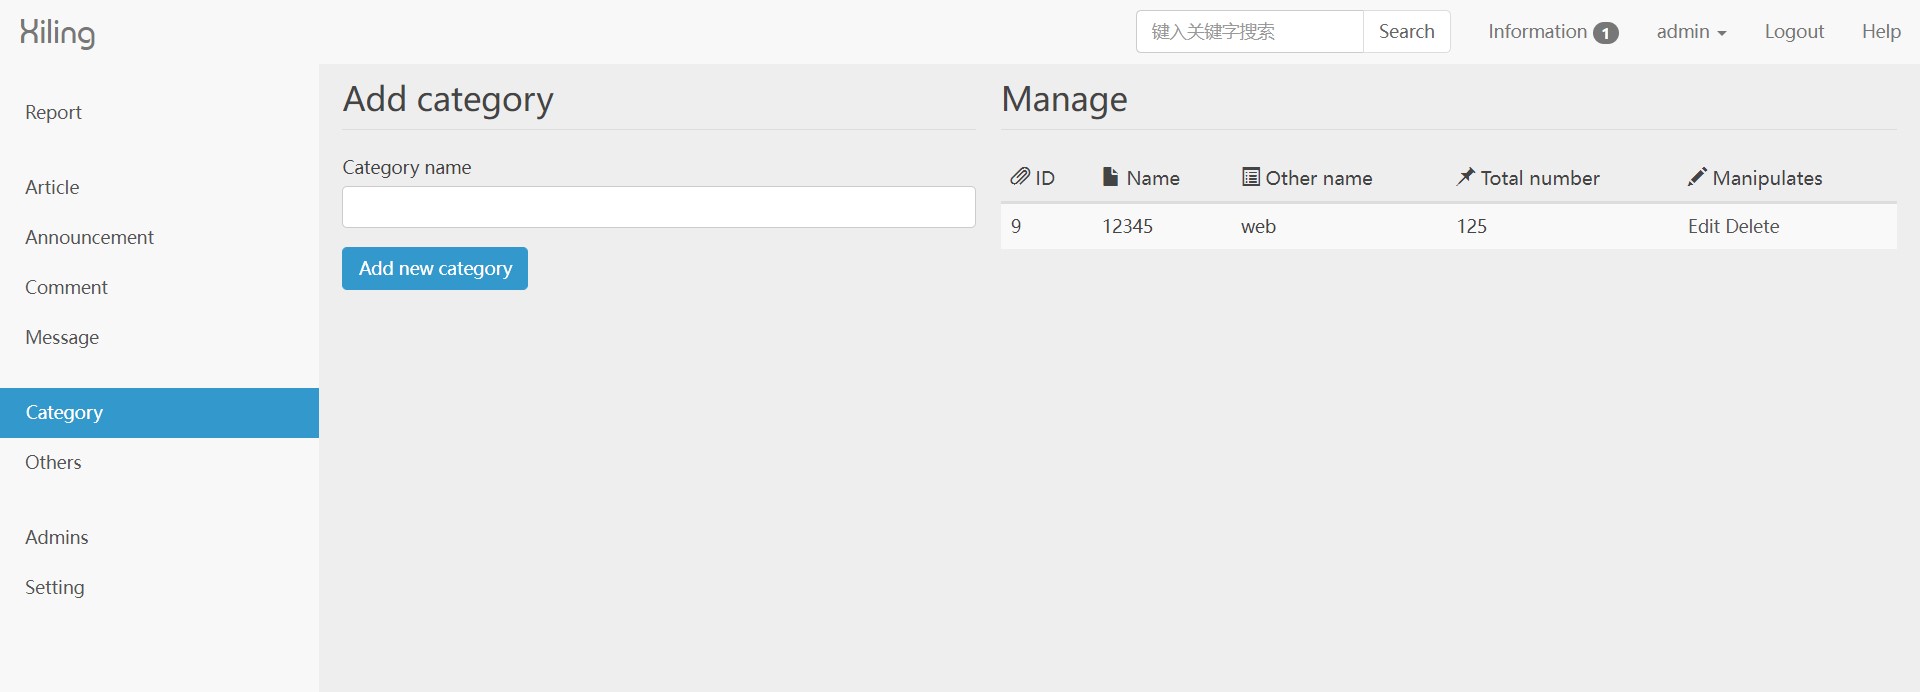 Xiling
键入关键字搜索 Search Information 1 admin Logout Help
Report
Article
Announcement
Comment
Message
Category
Others
Admins
Setting
Add category
Category name
Add new category
Manage
ID Name Other name Total number Manipulates
9 12345 web 125 Edit Delete